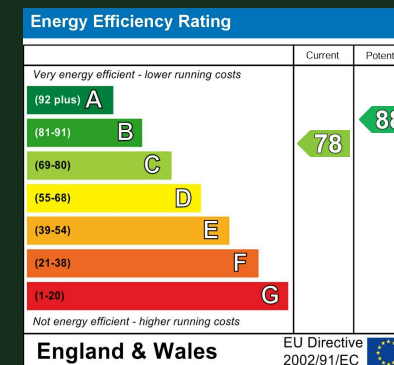 Energy Efficiency Rating
Current
Very energy efficient - lower running costs
(92 plus) A
(81-91) B
(69-80) C
(55-68) D
(39-54) E
(21-38) F
(1-20) G
78
Not energy efficient - higher running costs
England & Wales
EU Directive
2002/91/EC